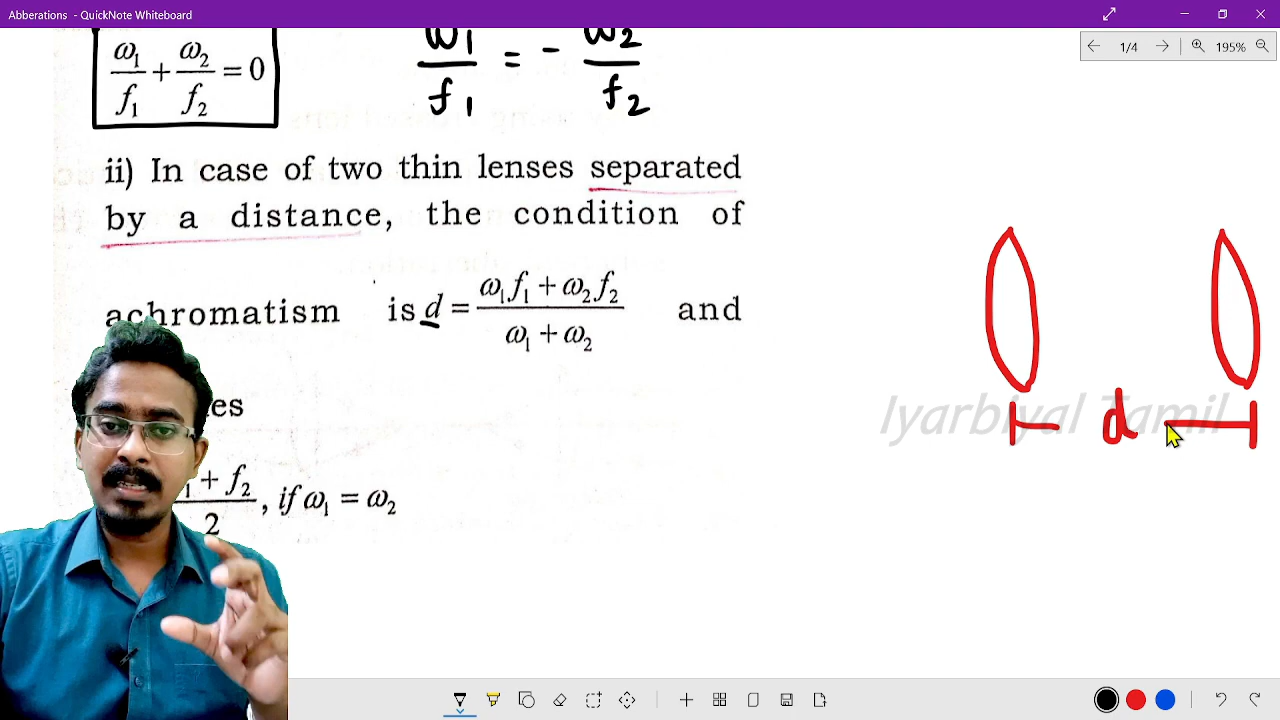 Abberations - QuickNote Whiteboard
1/4
195%
ω₁/f₁ + ω₂/f₂ = 0
ω₁/f₁ = - ω₂/f₂
ii) In case of two thin lenses separated
by a distance, the condition of
achromatism is d = (ω₁f₁ + ω₂f₂)/(ω₁ + ω₂) and
es
₁ + f₂/2, if ω₁ = ω₂
Iyarbiyal Tamil
d